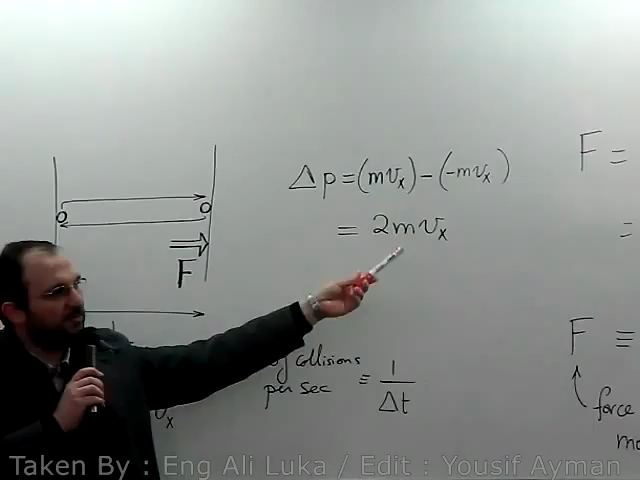 Δp = (mvₓ) - (-mvₓ)
= 2mvₓ
F =
=
F
F ≡
collisions
per sec ≡ 1/Δt
force
vₓ
Taken By : Eng Ali Luka / Edit : Yousif Ayman